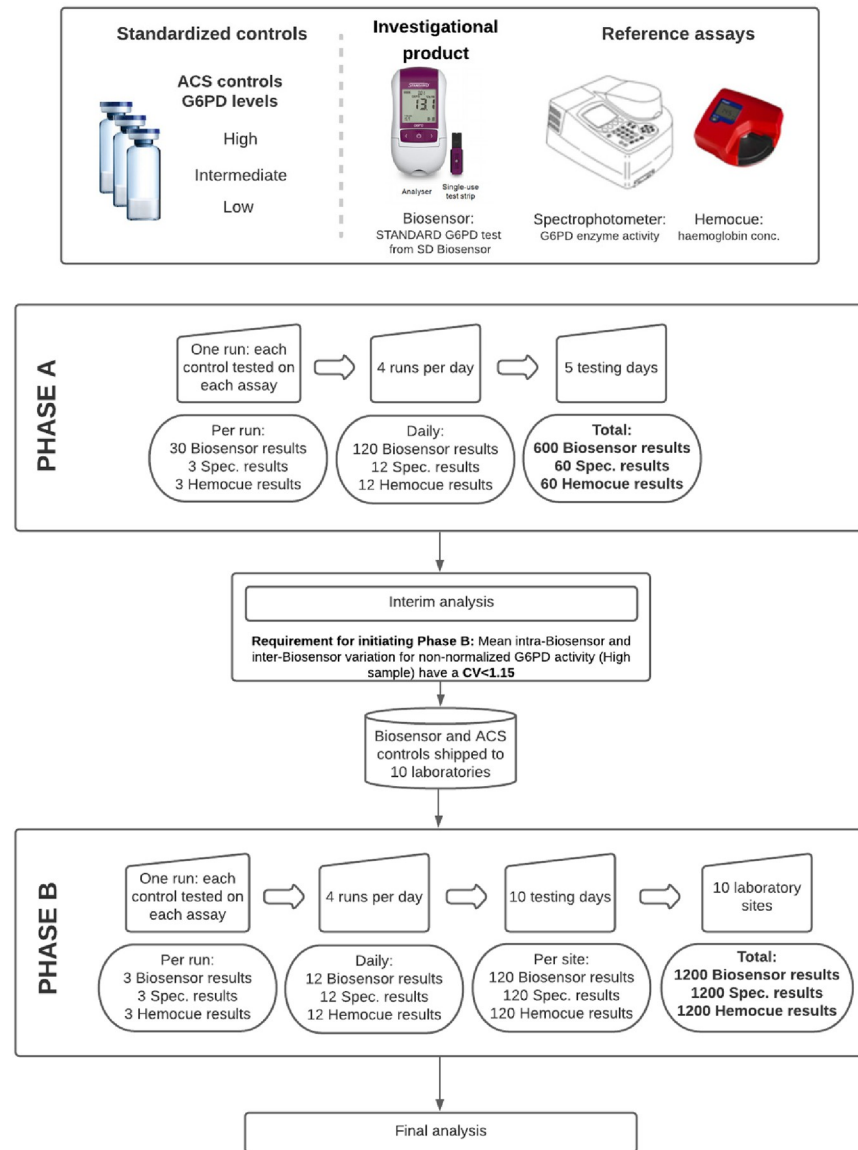 Standardized controls
ACS controls
G6PD levels
High
Intermediate
Low
Investigational
product
13.1
Analyser
Single-use
test strip
Biosensor:
STANDARD G6PD test
from SD Biosensor
Reference assays
Spectrophotometer:
G6PD enzyme activity
Hemocue:
haemoglobin conc.
PHASE A
One run: each
control tested on
each assay
4 runs per day
5 testing days
Per run:
30 Biosensor results
3 Spec. results
3 Hemocue results
Daily:
120 Biosensor results
12 Spec. results
12 Hemocue results
Total:
600 Biosensor results
60 Spec. results
60 Hemocue results
Interim analysis
Requirement for initiating Phase B: Mean intra-Biosensor and
inter-Biosensor variation for non-normalized G6PD activity (High
sample) have a CV<1.15
Biosensor and ACS
controls shipped to
10 laboratories
PHASE B
One run: each
control tested on
each assay
4 runs per day
10 testing days
10 laboratory
sites
Per run:
3 Biosensor results
3 Spec. results
3 Hemocue results
Daily:
12 Biosensor results
12 Spec. results
12 Hemocue results
Per site:
120 Biosensor results
120 Spec. results
120 Hemocue results
Total:
1200 Biosensor results
1200 Spec. results
1200 Hemocue results
Final analysis